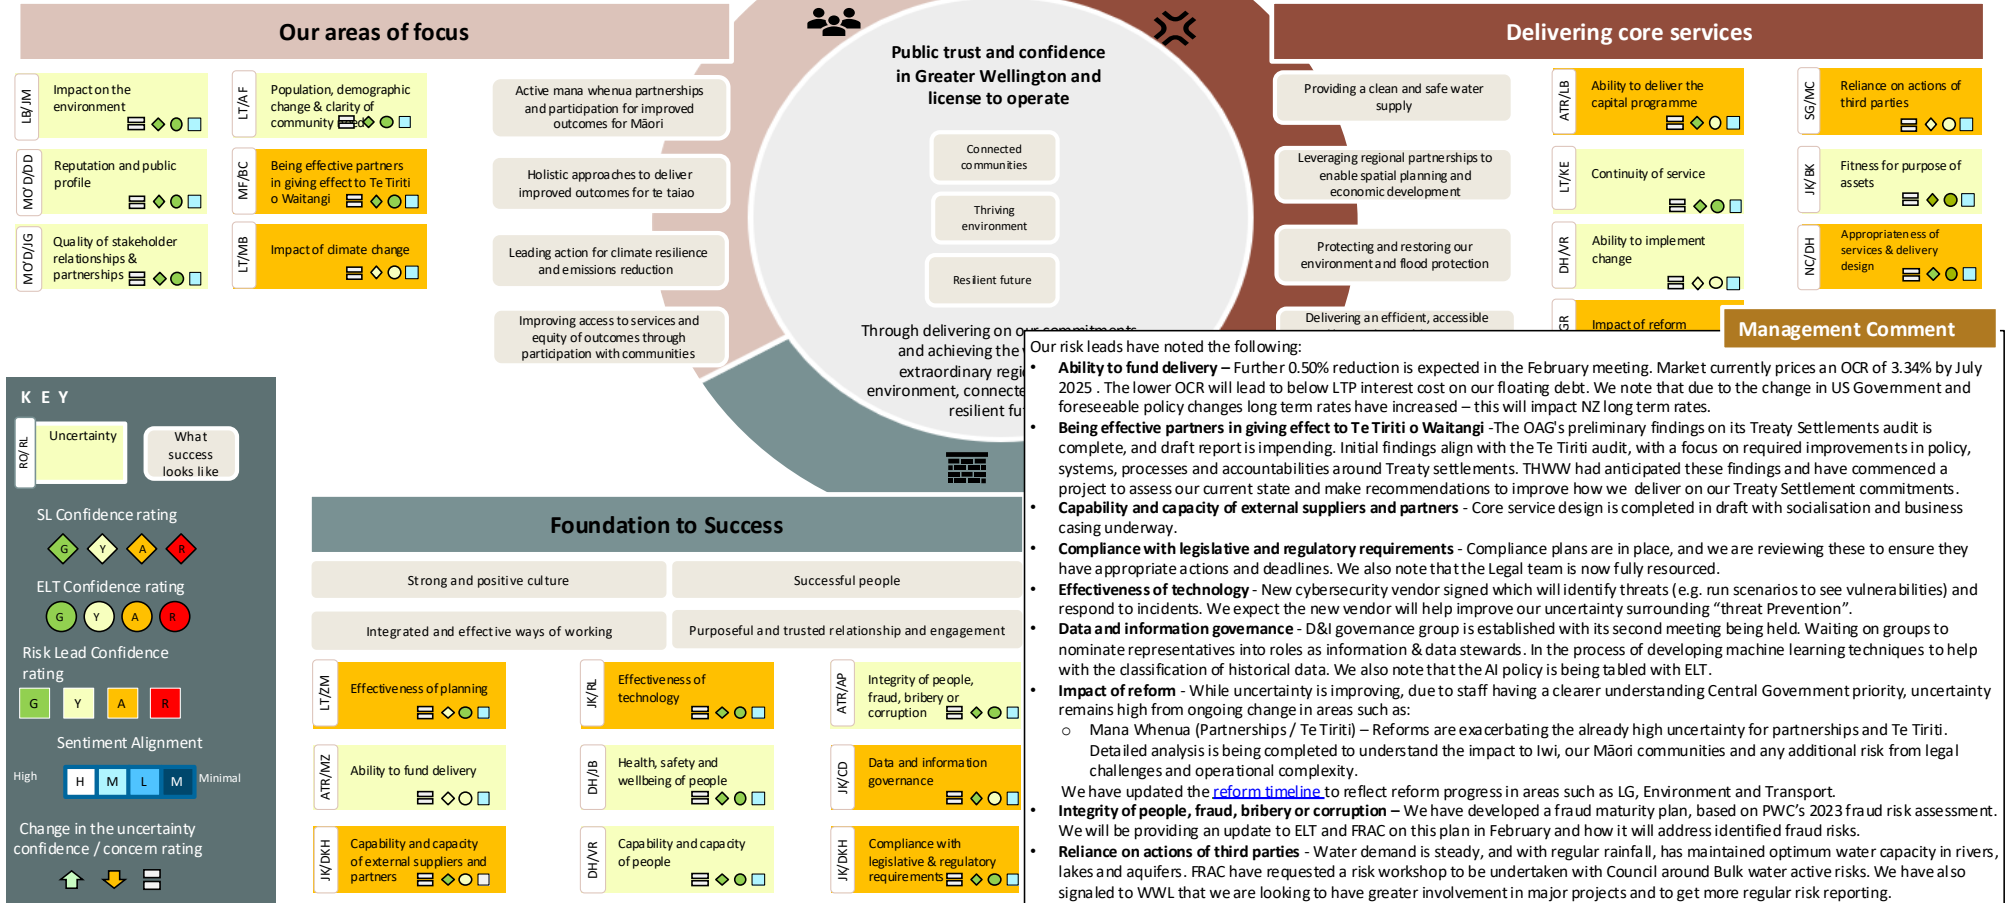 Our areas of focus
LB/JM
Impact on the
environment
LT/AF
Population, demographic
change & clarity of
community
MO'D/DD
Reputation and public
profile
MF/BC
Being effective partners
in giving effect to Te Tiriti
o Waitangi
MO'D/JG
Quality of stakeholder
relationships &
partnerships
LT/MB
Impact of climate change
Active mana whenua partnerships
and participation for improved
outcomes for Māori
Holistic approaches to deliver
improved outcomes for te taiao
Leading action for climate resilience
and emissions reduction
Improving access to services and
equity of outcomes through
participation with communities
Public trust and confidence
in Greater Wellington and
license to operate
Connected
communities
Thriving
environment
Resilient future
Through delivering on our commitments
and achieving the
extraordinary regi
environment, connecte
resilient fut
Delivering core services
Providing a clean and safe water
supply
Leveraging regional partnerships to
enable spatial planning and
economic development
Protecting and restoring our
environment and flood protection
Delivering an efficient, accessible
ATR/LB
Ability to deliver the
capital programme
SG/MC
Reliance on actions of
third parties
LT/KE
Continuity of service
JK/BK
Fitness for purpose of
assets
DH/VR
Ability to implement
change
NC/DH
Appropriateness of
services & delivery
design
GR
Impact of reform
KEY
RO/RL
Uncertainty
What
success
looks like
SL Confidence rating
G Y A R
ELT Confidence rating
G Y A R
Risk Lead Confidence
rating
G Y A R
Sentiment Alignment
High H M L M Minimal
Change in the uncertainty
confidence / concern rating
Foundation to Success
Strong and positive culture
Successful people
Integrated and effective ways of working
Purposeful and trusted relationship and engagement
LT/ZM
Effectiveness of planning
JK/RL
Effectiveness of
technology
ATR/AP
Integrity of people,
fraud, bribery or
corruption
ATR/MZ
Ability to fund delivery
DH/JB
Health, safety and
wellbeing of people
JK/CD
Data and information
governance
JK/DKH
Capability and capacity
of external suppliers and
partners
DH/VR
Capability and capacity
of people
JK/DKH
Compliance with
legislative & regulatory
requirements
Management Comment
Our risk leads have noted the following:
• Ability to fund delivery – Further 0.50% reduction is expected in the February meeting. Market currently prices an OCR of 3.34% by July
2025 . The lower OCR will lead to below LTP interest cost on our floating debt. We note that due to the change in US Government and
foreseeable policy changes long term rates have increased – this will impact NZ long term rates.
• Being effective partners in giving effect to Te Tiriti o Waitangi -The OAG's preliminary findings on its Treaty Settlements audit is
complete, and draft report is impending. Initial findings align with the Te Tiriti audit, with a focus on required improvements in policy,
systems, processes and accountabilities around Treaty settlements. THWW had anticipated these findings and have commenced a
project to assess our current state and make recommendations to improve how we deliver on our Treaty Settlement commitments.
• Capability and capacity of external suppliers and partners - Core service design is completed in draft with socialisation and business
casing underway.
• Compliance with legislative and regulatory requirements - Compliance plans are in place, and we are reviewing these to ensure they
have appropriate actions and deadlines. We also note that the Legal team is now fully resourced.
• Effectiveness of technology - New cybersecurity vendor signed which will identify threats (e.g. run scenarios to see vulnerabilities) and
respond to incidents. We expect the new vendor will help improve our uncertainty surrounding “threat Prevention”.
• Data and information governance - D&I governance group is established with its second meeting being held. Waiting on groups to
nominate representatives into roles as information & data stewards. In the process of developing machine learning techniques to help
with the classification of historical data. We also note that the AI policy is being tabled with ELT.
• Impact of reform - While uncertainty is improving, due to staff having a clearer understanding Central Government priority, uncertainty
remains high from ongoing change in areas such as:
o Mana Whenua (Partnerships / Te Tiriti) – Reforms are exacerbating the already high uncertainty for partnerships and Te Tiriti.
Detailed analysis is being completed to understand the impact to Iwi, our Māori communities and any additional risk from legal
challenges and operational complexity.
We have updated the reform timeline to reflect reform progress in areas such as LG, Environment and Transport.
• Integrity of people, fraud, bribery or corruption – We have developed a fraud maturity plan, based on PWC’s 2023 fraud risk assessment.
We will be providing an update to ELT and FRAC on this plan in February and how it will address identified fraud risks.
• Reliance on actions of third parties - Water demand is steady, and with regular rainfall, has maintained optimum water capacity in rivers,
lakes and aquifers. FRAC have requested a risk workshop to be undertaken with Council around Bulk water active risks. We have also
signaled to WWL that we are looking to have greater involvement in major projects and to get more regular risk reporting.